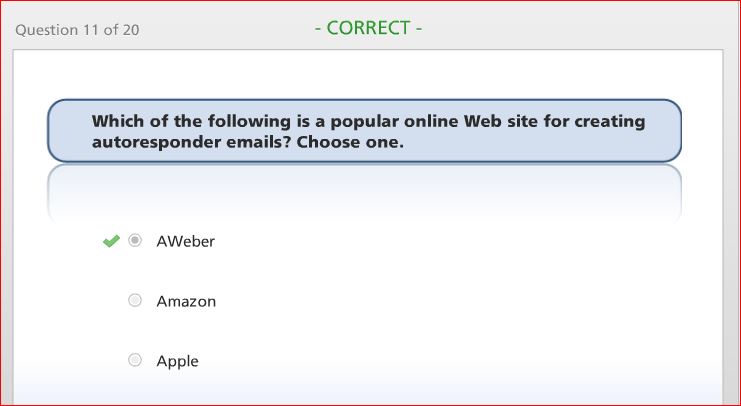 Question 11 of 20
- CORRECT -
Which of the following is a popular online Web site for creating
autoresponder emails? Choose one.
AWeber
Amazon
Apple